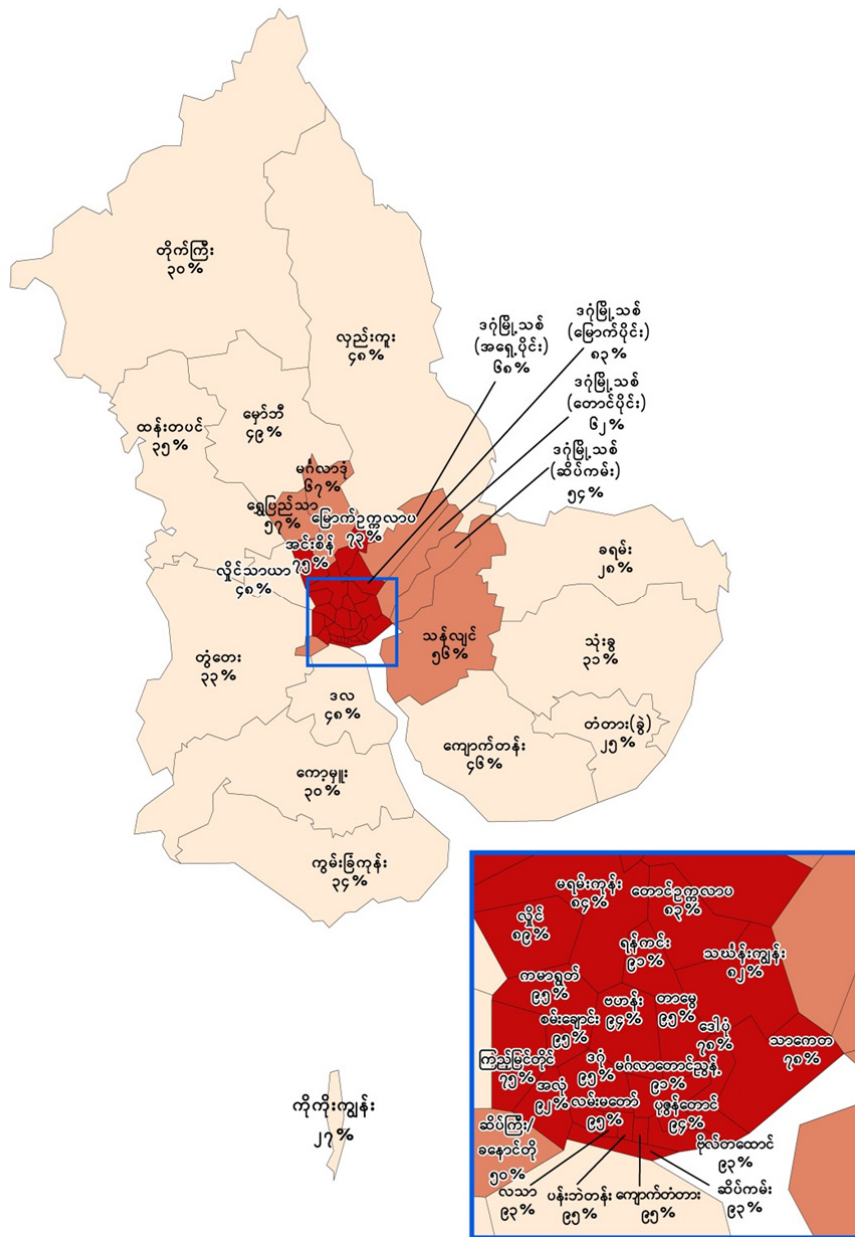 တိုက်ကြီး
၃၀%
လှည်းကူး
၄၈%
ဒဂုံမြို့သစ်
(အရှေ့ပိုင်း)
၆၈%
ဒဂုံမြို့သစ်
(မြောက်ပိုင်း)
၈၃%
ဒဂုံမြို့သစ်
(တောင်ပိုင်း)
၆၂%
ဒဂုံမြို့သစ်
(ဆိပ်ကမ်း)
၅၄%
ထန်းတပင်
၃၅%
မှော်ဘီ
၄၉%
မင်္ဂလာဒုံ
၆၇%
ရွှေပြည်သာ
၅၇%
မြောက်ဥက္ကလာပ
၇၃%
အင်းစိန်
၇၅%
လှိုင်သာယာ
၄၈%
ခရမ်း
၂၈%
သန်လျင်
၅၆%
သုံးခွ
၃၁%
တွံတေး
၃၃%
ဒလ
၄၈%
တံတား(ခွဲ)
၂၅%
ကျောက်တန်း
၄၆%
ကော့မှူး
၃၀%
ကွမ်းခြံကုန်း
၃၄%
ကိုကိုးကျွန်း
၂၇%
မရမ်းကုန်း
၈၄%
တောင်ဥက္ကလာပ
၈၃%
လှိုင်
၈၉%
ရန်ကင်း
၉၁%
သင်္ဃန်းကျွန်း
၈၂%
ကမာရွတ်
၉၅%
ဗဟန်း
၉၄%
တာမွေ
၉၅%
စမ်းချောင်း
၉၅%
ဒေါပုံ
၇၈%
သာကေတ
၇၈%
ကြည့်မြင်တိုင်
၇၅%
ဒဂုံ
၉၅%
မင်္ဂလာတောင်ညွန့်
၉၁%
အလုံ
၉၂%
လမ်းမတော်
၉၅%
ပုဇွန်တောင်
၉၄%
ဆိပ်ကြီး/
ခနောင်တို
၅၀%
ဗိုလ်တထောင်
၉၃%
လသာ
၉၃%
ပန်းဘဲတန်း
၉၅%
ကျောက်တံတား
၉၅%
ဆိပ်ကမ်း
၉၃%